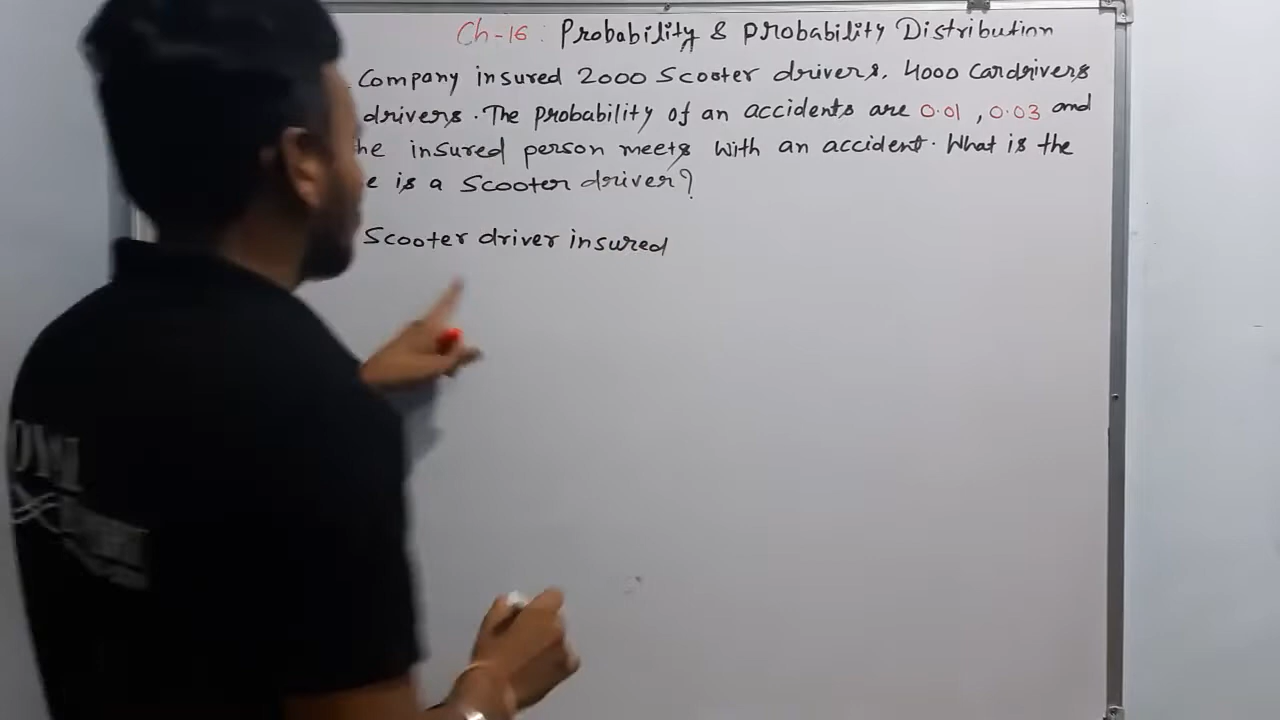 Ch-16: Probability & Probability Distribution
Company insured 2000 Scooter drivers, 4000 Car drivers
drivers. The probability of an accidents are 0.01, 0.03 and
he insured person meets with an accident. What is the
e is a Scooter driver?
Scooter driver insured